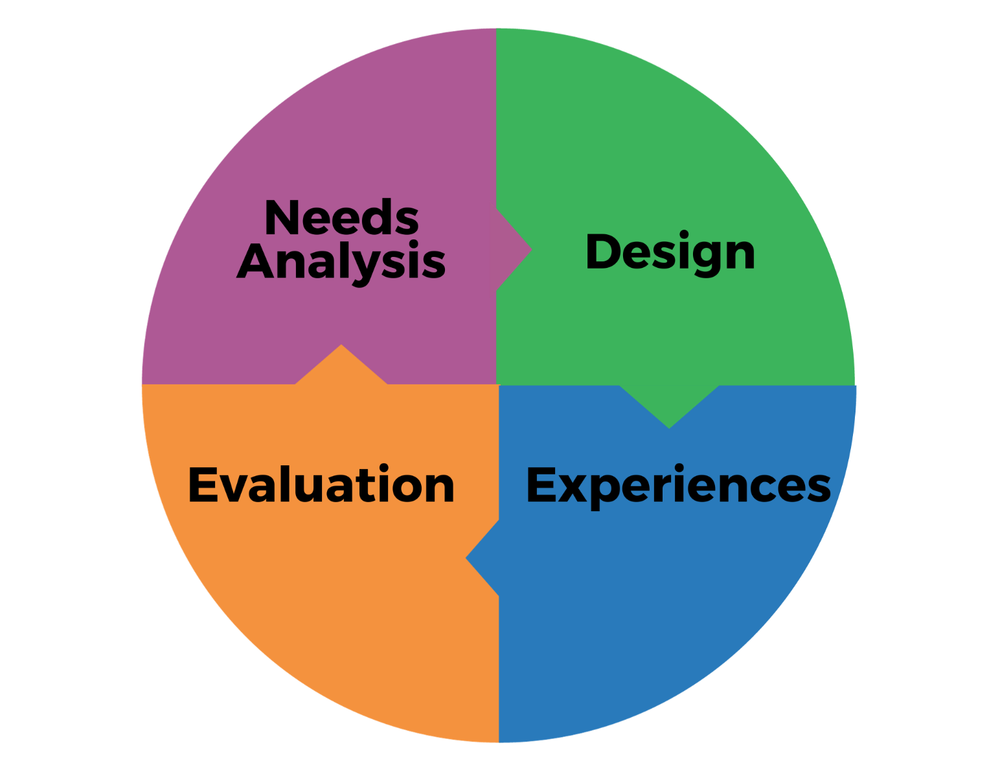 Needs
Analysis
Design
Evaluation
Experiences